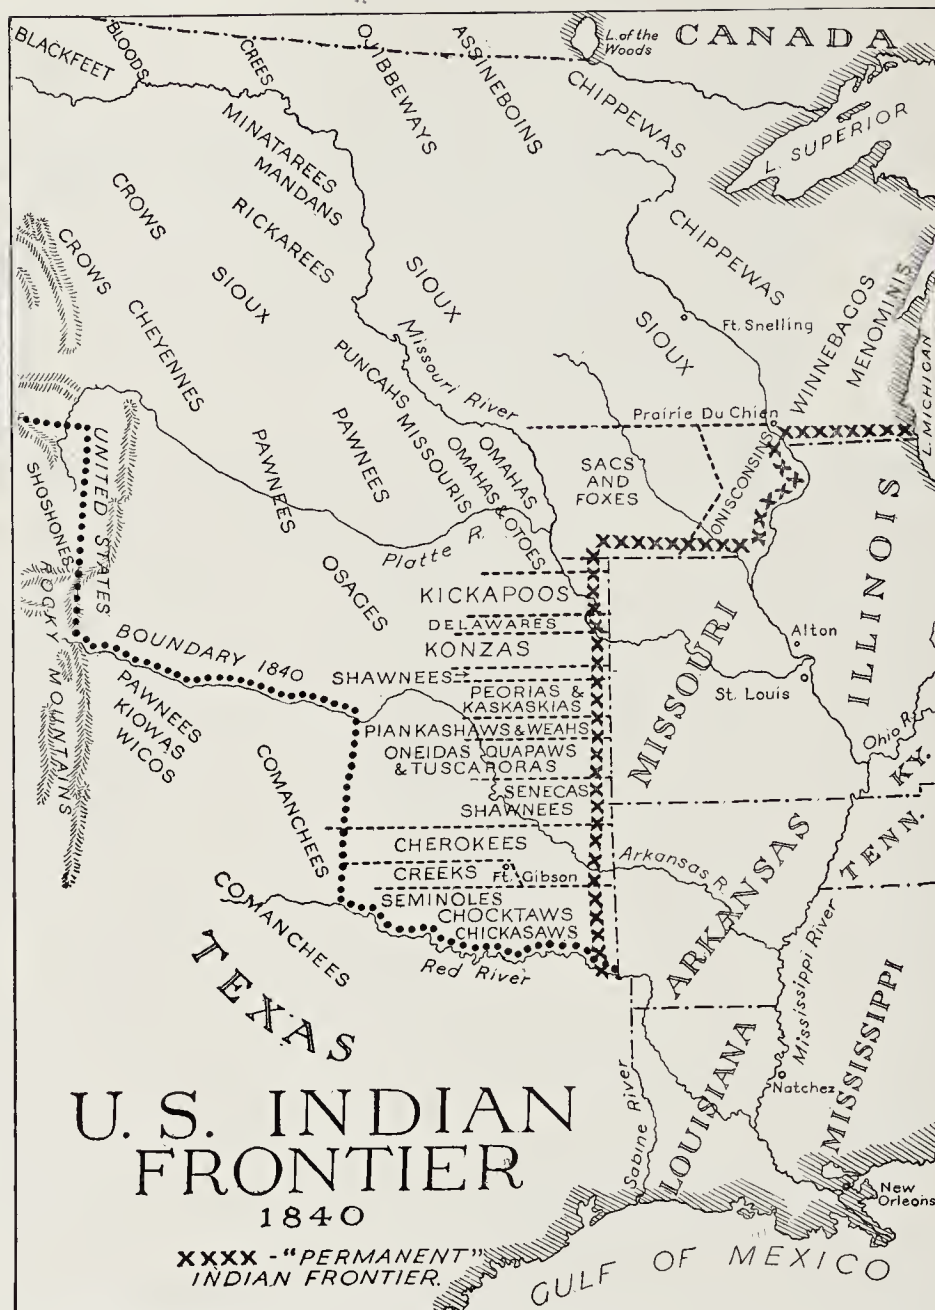 CANADA
L. of the
Woods
BLACKFEET
BLOODS
CREES
OJIBBEWAYS
ASSINEBOINS
CHIPPEWAS
L. SUPERIOR
MINATAREES
MANDANS
RICKAREES
CROWS
CROWS
SIOUX
CHEYENNES
SIOUX
CHIPPEWAS
SIOUX
Ft. Snelling
WINNEBAGOS
MENOMINIS
L. MICHIGAN
Missouri River
PUNCAHS
PAWNEES
PAWNEES
MISSOURIS
OMAHAS
OMAHAS & OTOES
Prairie Du Chien
SACS
AND
FOXES
ONISCONSINS
UNITED STATES
SHOSHONES
ROCKY MOUNTAINS
BOUNDARY 1840
Platte R.
OSAGES
KICKAPOOS
DELAWARES
KONZAS
SHAWNEES
PEORIAS &
KASKASKIAS
PIANKASHAWS & WEAHS
ONEIDAS QUAPAWS
& TUSCARORAS
SENECAS
SHAWNEES
CHEROKEES
CREEKS
Ft. Gibson
SEMINOLES
CHOCKTAWS
CHICKASAWS
PAWNEES
KIOWAS
WICOS
COMANCHEES
COMANCHEES
Red River
TEXAS
MISSOURI
ILLINOIS
Alton
St. Louis
Ohio R.
KY.
TENN.
Arkansas R.
ARKANSAS
Mississippi River
MISSISSIPPI
Natchez
LOUISIANA
Sabine River
New
Orleans
GULF OF MEXICO
U.S. INDIAN
FRONTIER
1840
XXXX - "PERMANENT"
INDIAN FRONTIER.